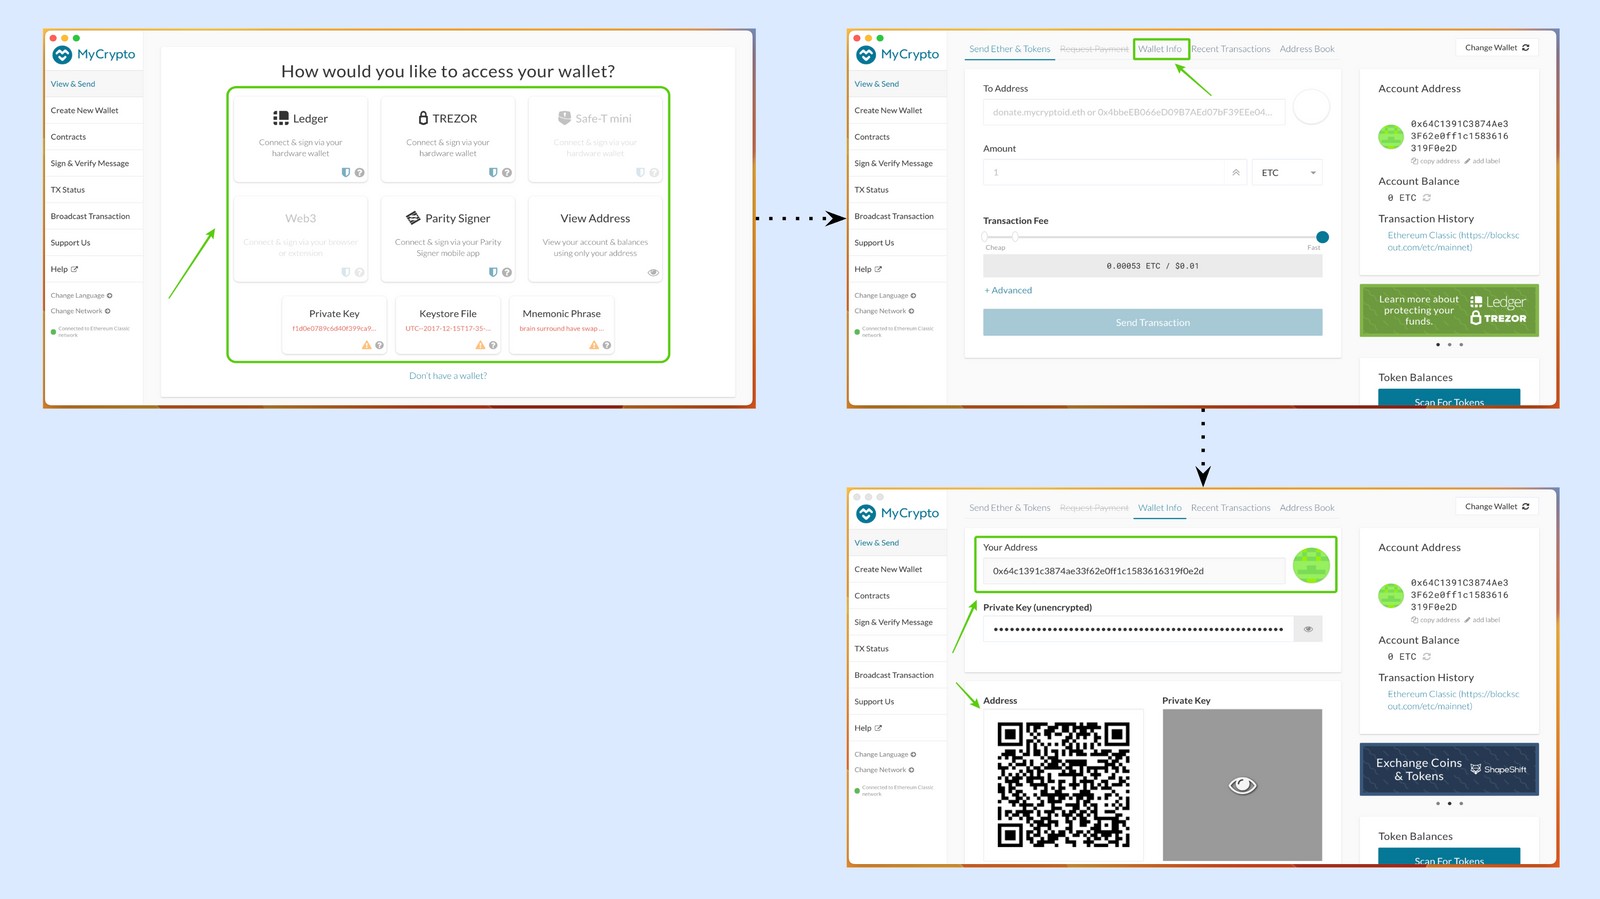 MyCrypto
View & Send
Create New Wallet
Contracts
Sign & Verify Message
TX Status
Broadcast Transaction
Support Us
Help
Change Language
Change Network
Connected to Ethereum Classic
network
How would you like to access your wallet?
Ledger
Connect & sign via your
hardware wallet
TREZOR
Connect & sign via your
hardware wallet
Safe-T mini
Connect & sign via your
hardware wallet
Web3
Connect & sign via your browser
or extension
Parity Signer
Connect & sign via your Parity
Signer mobile app
View Address
View your account & balances
using only your address
Private Key
f1d0e0789c6d40f399ca9...
Keystore File
UTC--2017-12-15T17-35-...
Mnemonic Phrase
brain surround have swap ...
Don't have a wallet?
MyCrypto
View & Send
Create New Wallet
Contracts
Sign & Verify Message
TX Status
Broadcast Transaction
Support Us
Help
Change Language
Change Network
Connected to Ethereum Classic
network
Send Ether & Tokens Request Payment Wallet Info Recent Transactions Address Book
Change Wallet
To Address
donate.mycryptoid.eth or 0x4bbeEB066eD09B7AEd07bF39EEe04...
Amount
1
ETC
Transaction Fee
Cheap Fast
0.00053 ETC / $0.01
+ Advanced
Send Transaction
Account Address
0x64C1391C3874Ae3
3F62e0ff1c1583616
319F0e2D
copy address add label
Account Balance
0 ETC
Transaction History
Ethereum Classic (https://blocksc
out.com/etc/mainnet)
Learn more about
protecting your
funds.
Ledger
TREZOR
Token Balances
Scan For Tokens
MyCrypto
View & Send
Create New Wallet
Contracts
Sign & Verify Message
TX Status
Broadcast Transaction
Support Us
Help
Change Language
Change Network
Connected to Ethereum Classic
network
Send Ether & Tokens Request Payment Wallet Info Recent Transactions Address Book
Change Wallet
Your Address
0x64c1391c3874ae33f62e0ff1c1583616319f0e2d
Private Key (unencrypted)
Address
Private Key
Account Address
0x64C1391C3874Ae3
3F62e0ff1c1583616
319F0e2D
copy address add label
Account Balance
0 ETC
Transaction History
Ethereum Classic (https://blocksc
out.com/etc/mainnet)
Exchange Coins
& Tokens
ShapeShift
Token Balances
Scan For Tokens